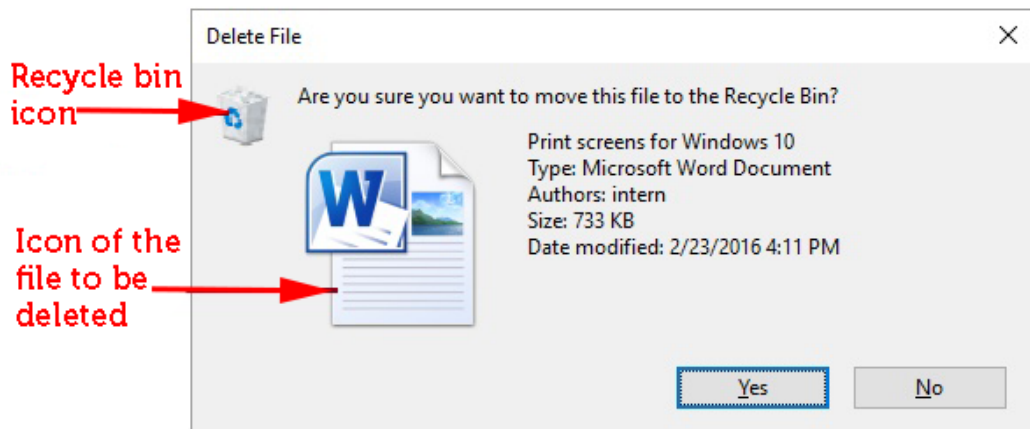 Delete File
Recycle bin
icon
Are you sure you want to move this file to the Recycle Bin?
Print screens for Windows 10
Type: Microsoft Word Document
Authors: intern
Size: 733 KB
Date modified: 2/23/2016 4:11 PM
W
Icon of the
file to be
deleted
Yes
No